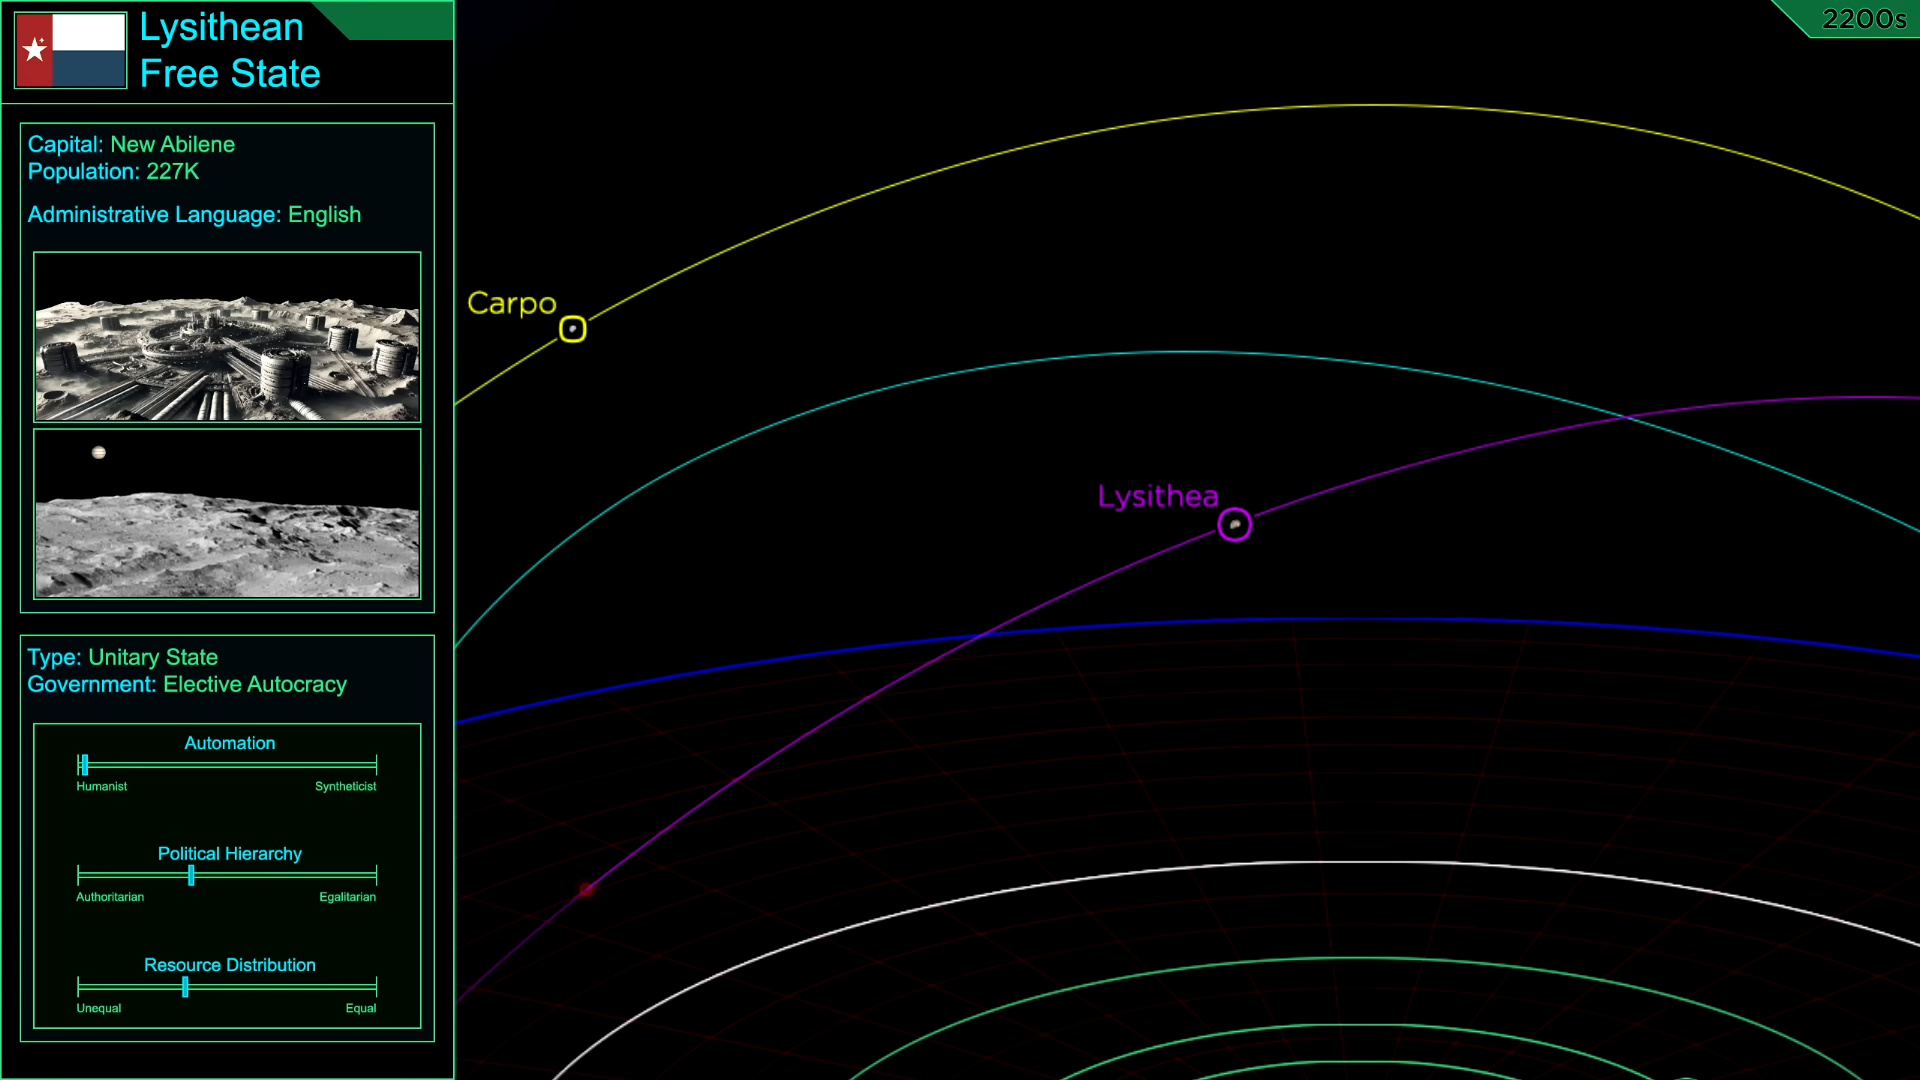 Lysithean
Free State
Capital: New Abilene
Population: 227K
Administrative Language: English
Type: Unitary State
Government: Elective Autocracy
Automation
Humanist Syntheticist
Political Hierarchy
Authoritarian Egalitarian
Resource Distribution
Unequal Equal
2200s
Carpo
Lysithea